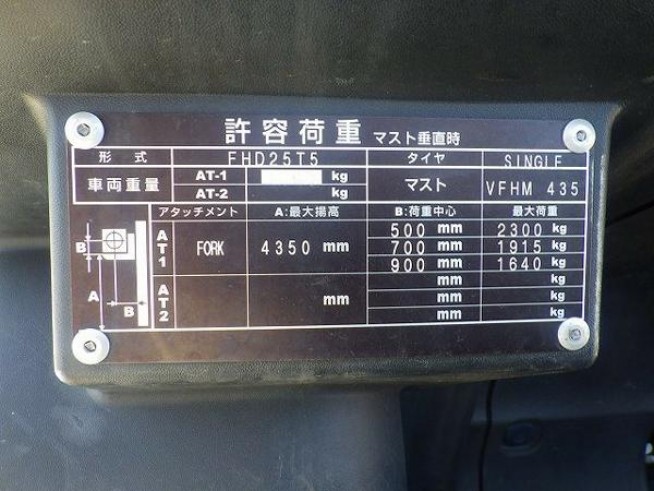 許容荷重 マスト垂直時
形式 FHD25T5 タイヤ SINGLE
車両重量 AT-1 kg マスト VFHM 435
AT-2 kg
アタッチメント A:最大揚高 B:荷重中心 最大荷重
AT1 FORK 4350 mm 500 mm 2300 kg
700 mm 1915 kg
900 mm 1640 kg
mm kg
AT2 mm mm kg
mm kg
B
A
B